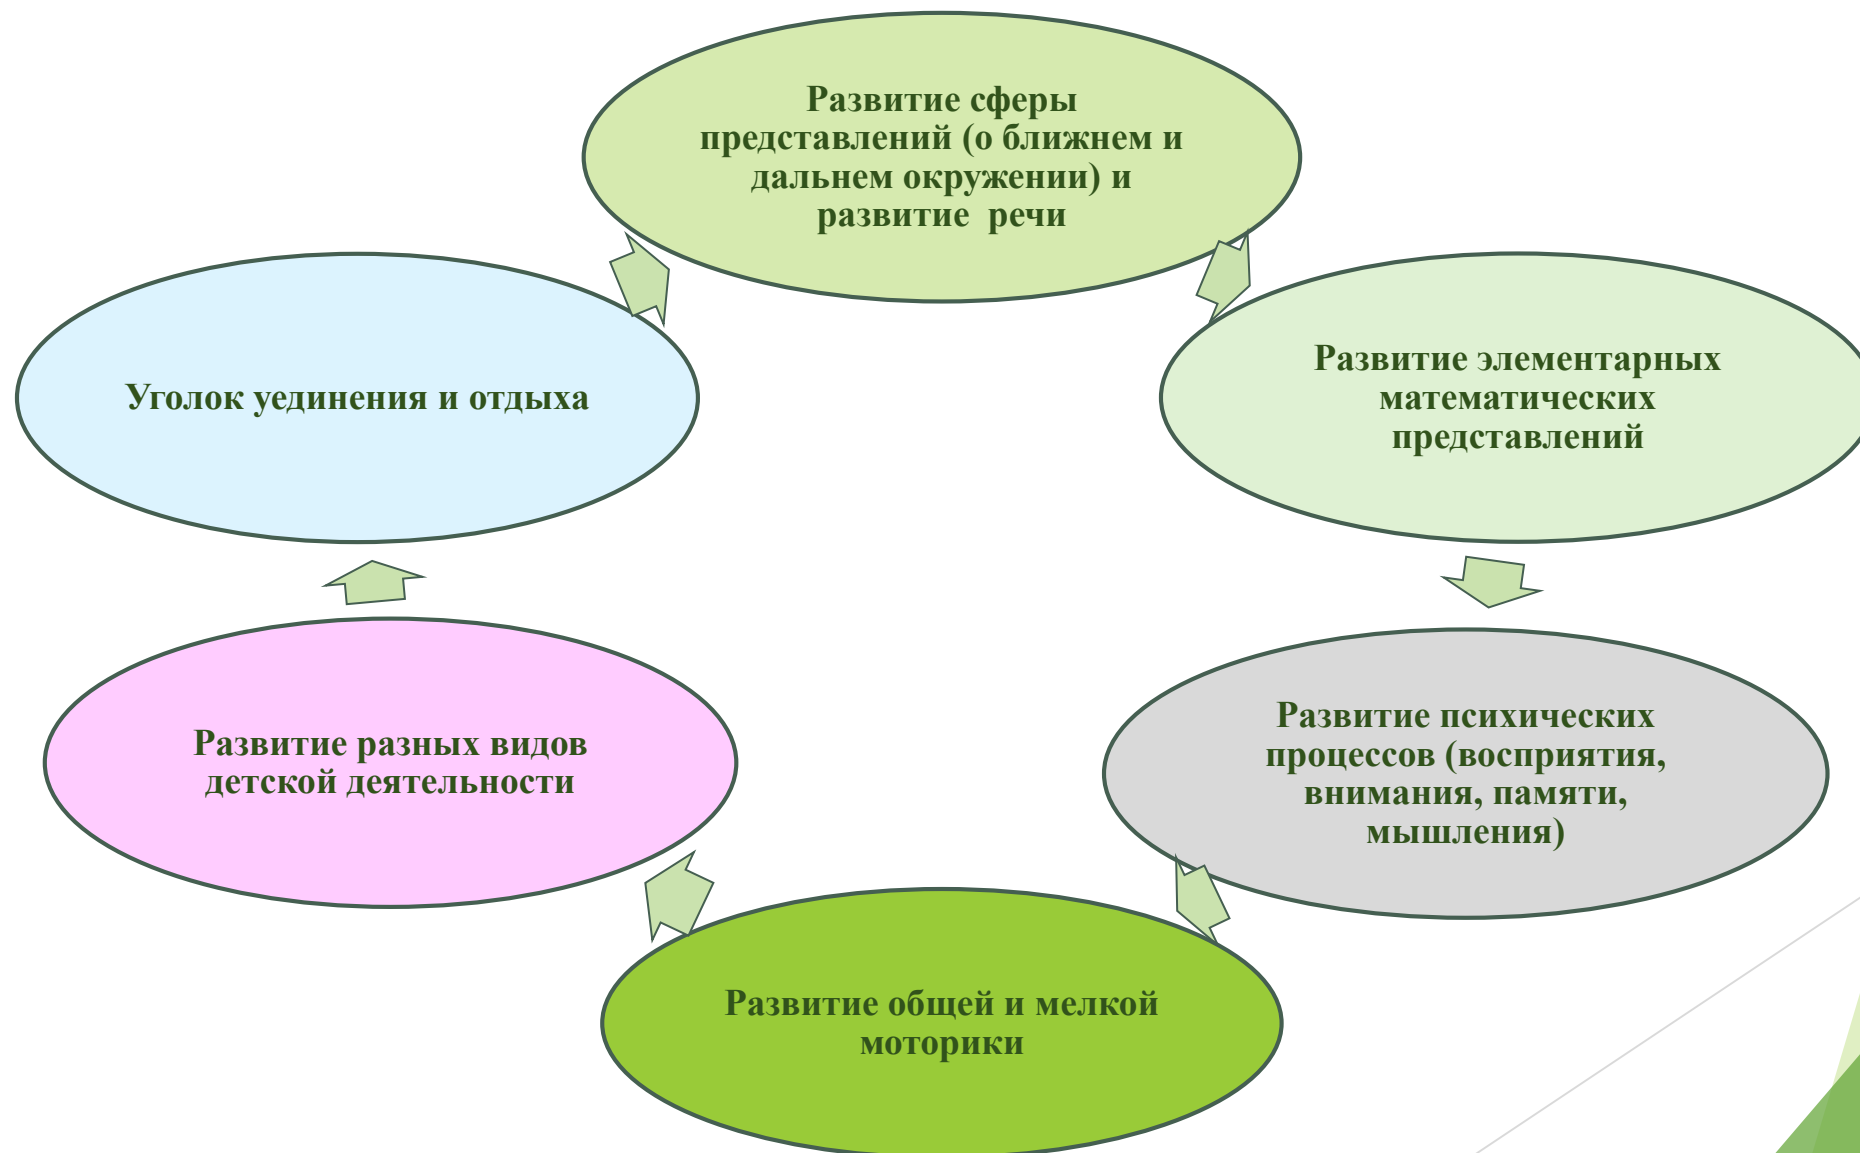 Развитие сферы
представлений (о ближнем и
дальнем окружении) и
развитие  речи
Развитие элементарных
математических
представлений
Развитие психических
процессов (восприятия,
внимания, памяти,
мышления)
Развитие общей и мелкой
моторики
Развитие разных видов
детской деятельности
Уголок уединения и отдыха